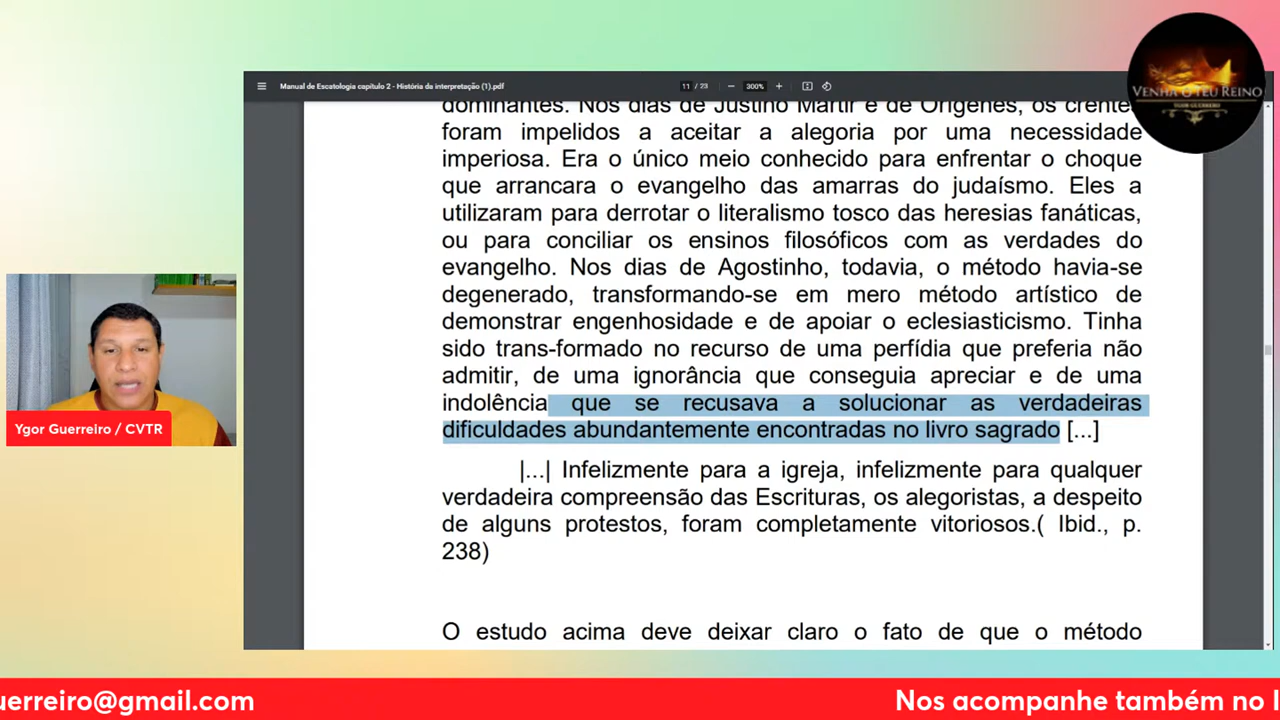 Manual de Escatologia capítulo 2 - História da interpretação (1).pdf
11 / 23
300%
VENHA O TEU REINO
YGOR GUERREIRO
dominantes. Nos dias de Justino Mártir e de Orígenes, os crentes
foram impelidos a aceitar a alegoria por uma necessidade
imperiosa. Era o único meio conhecido para enfrentar o choque
que arrancara o evangelho das amarras do judaísmo. Eles a
utilizaram para derrotar o literalismo tosco das heresias fanáticas,
ou para conciliar os ensinos filosóficos com as verdades do
evangelho. Nos dias de Agostinho, todavia, o método havia-se
degenerado, transformando-se em mero método artístico de
demonstrar engenhosidade e de apoiar o eclesiasticismo. Tinha
sido trans-formado no recurso de uma perfídia que preferia não
admitir, de uma ignorância que conseguia apreciar e de uma
indolência que se recusava a solucionar as verdadeiras
dificuldades abundantemente encontradas no livro sagrado [...]
|...| Infelizmente para a igreja, infelizmente para qualquer
verdadeira compreensão das Escrituras, os alegoristas, a despeito
de alguns protestos, foram completamente vitoriosos.( Ibid., p.
238)
O estudo acima deve deixar claro o fato de que o método
Ygor Guerreiro / CVTR
uerreiro@gmail.com
Nos acompanhe também no I